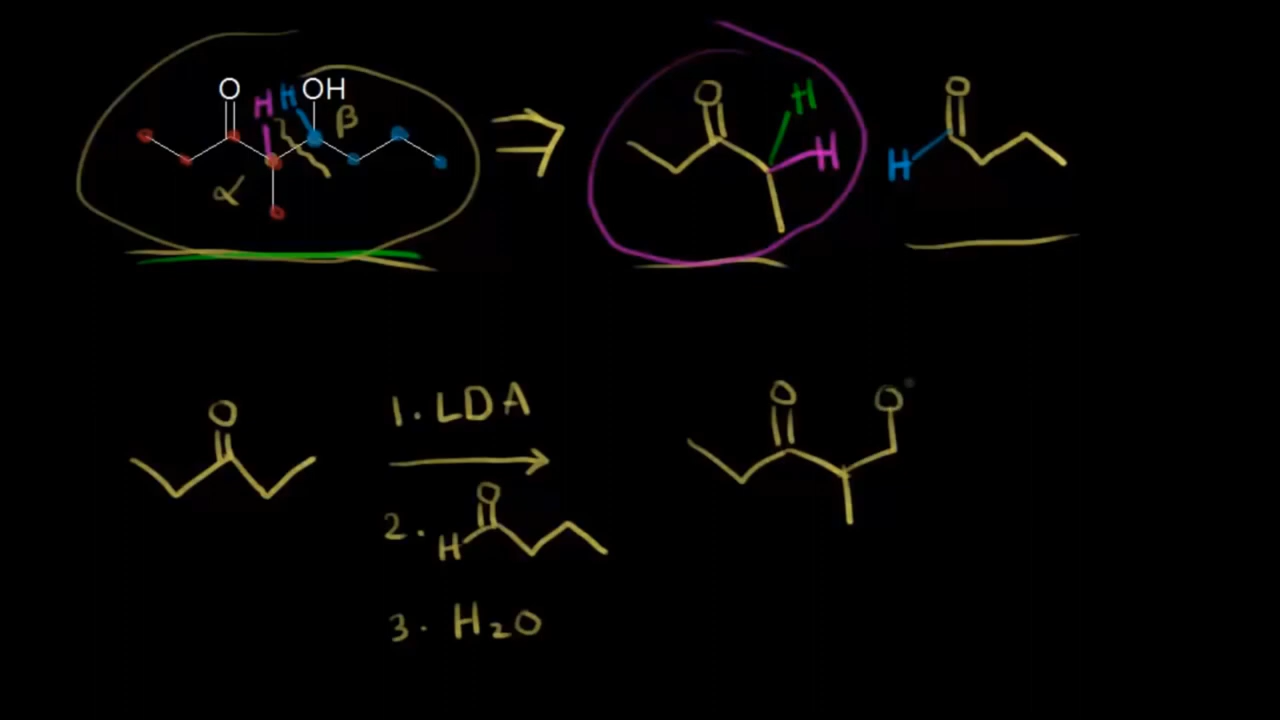 O H H OH β α
O H H
O H
O
1. LDA
2. H O
3. H₂O
O O